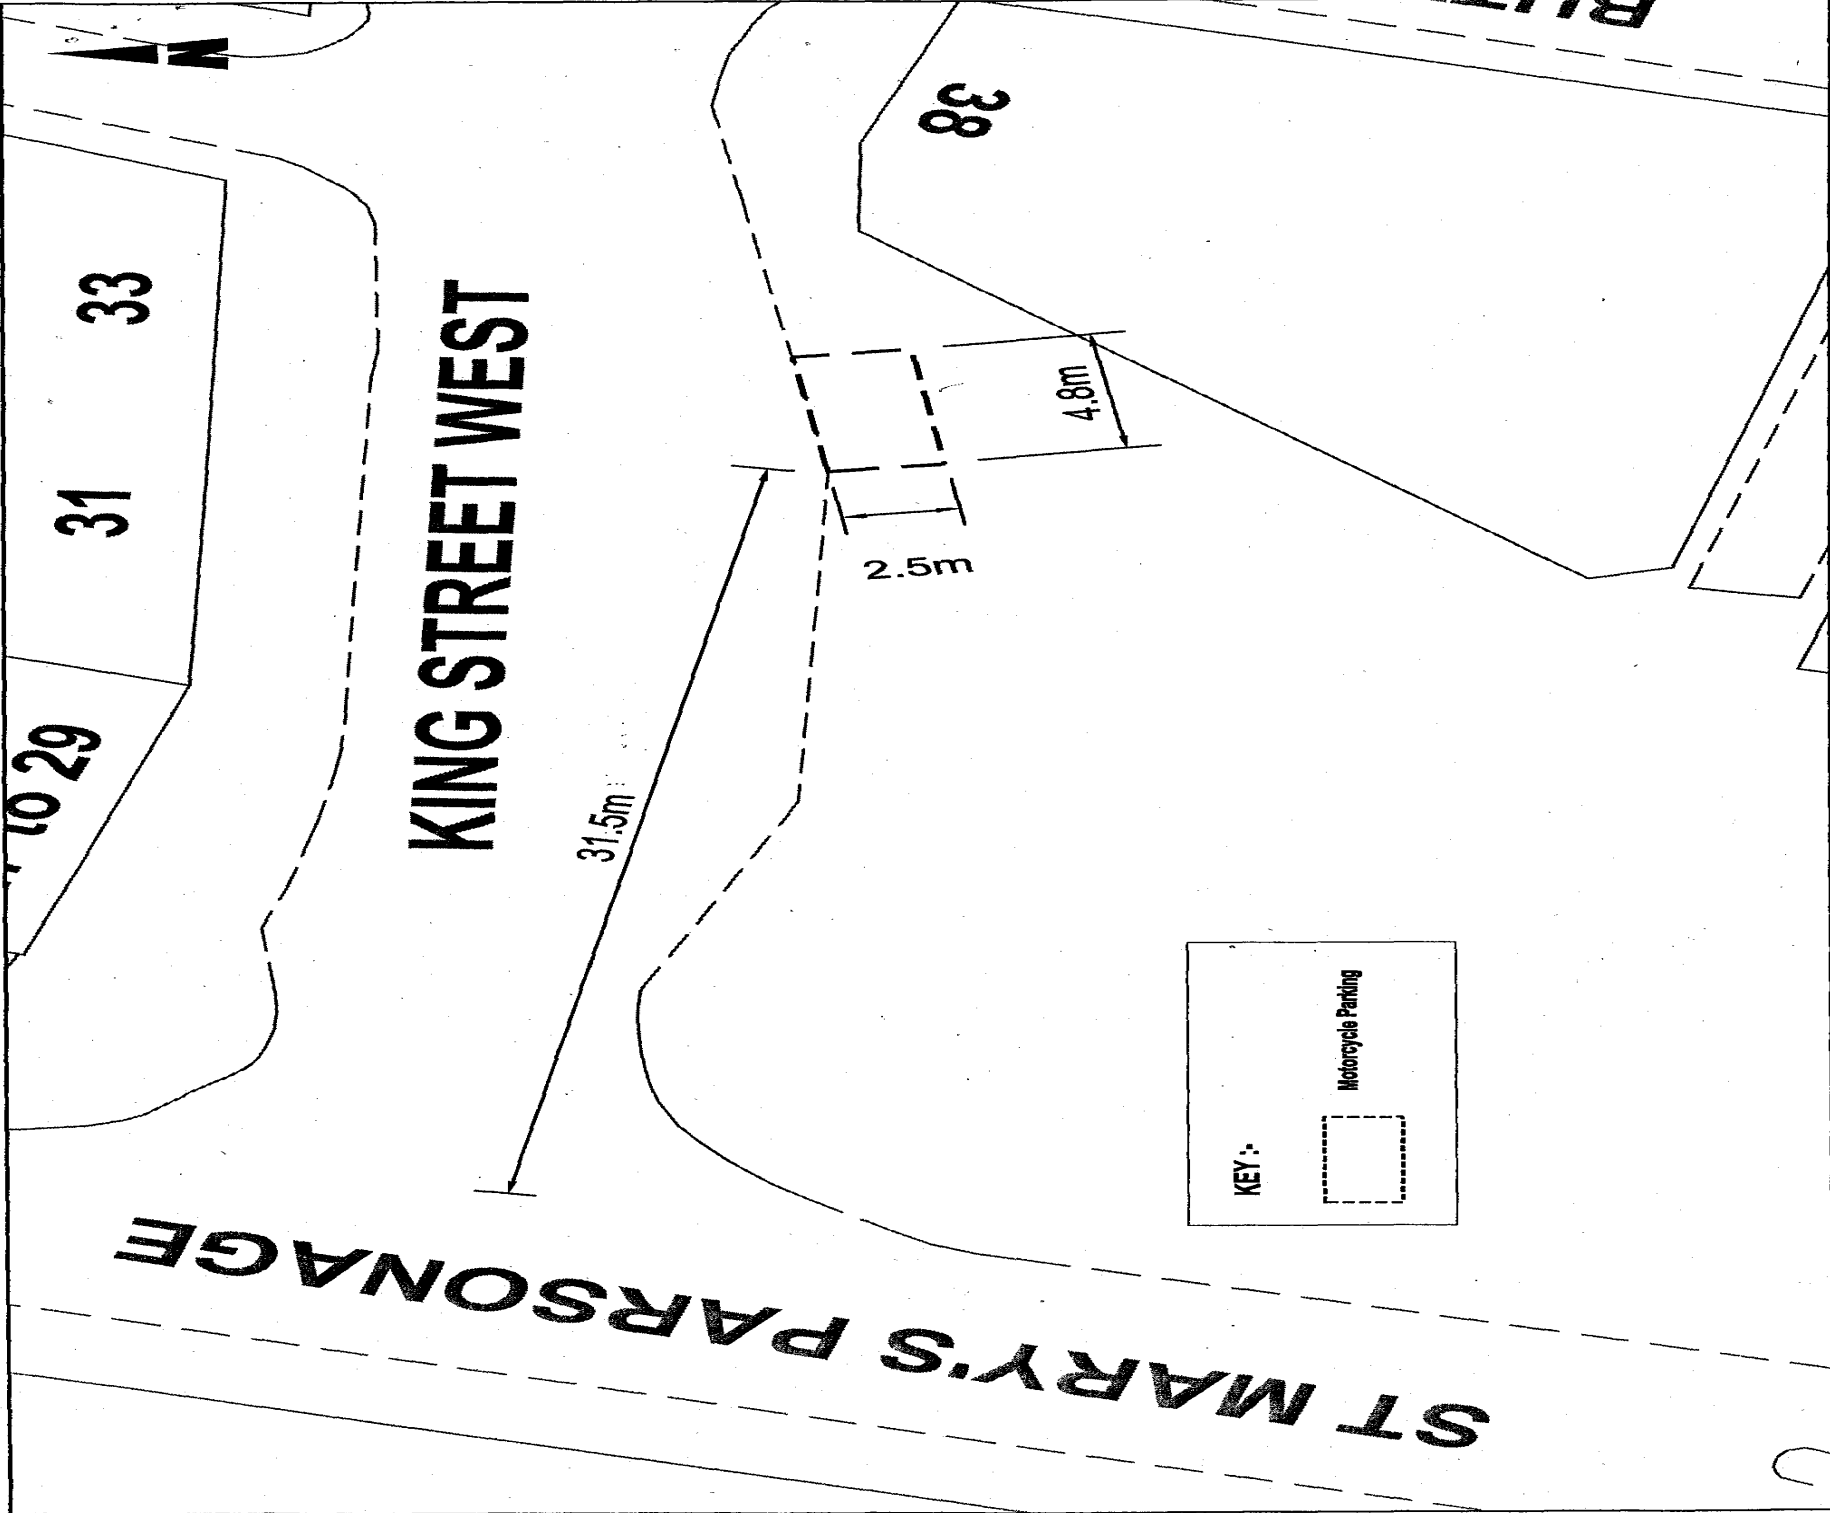 N
38
33
31
to 29
KING STREET WEST
4.8m
2.5m
31.5m
KEY :-
Motorcycle Parking
ST MARY'S PARSONAGE